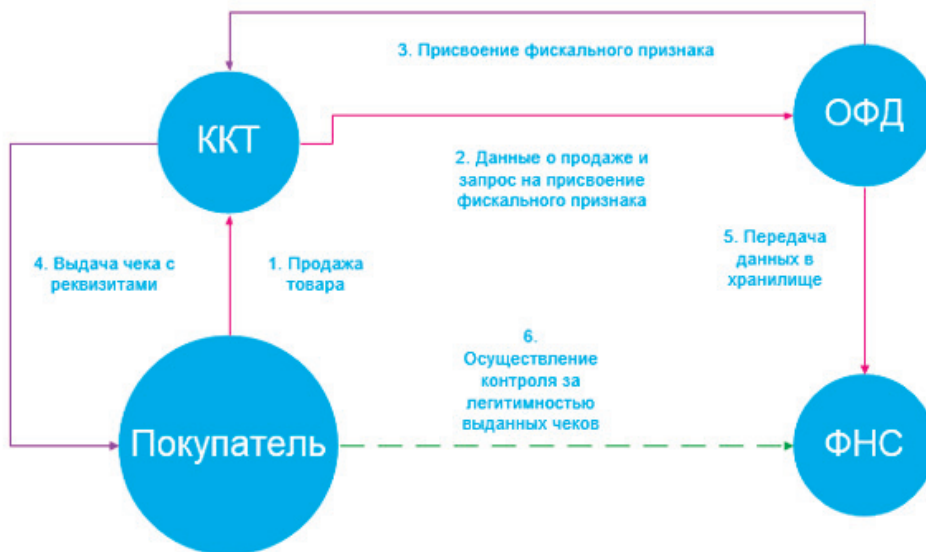 3. Присвоение фискального признака
ККТ
ОФД
2. Данные о продаже и
запрос на присвоение
фискального признака
4. Выдача чека с
реквизитами
1. Продажа
товара
5. Передача
данных в
хранилище
6.
Осуществление
контроля за
легитимностью
выданных чеков
Покупатель
ФНС